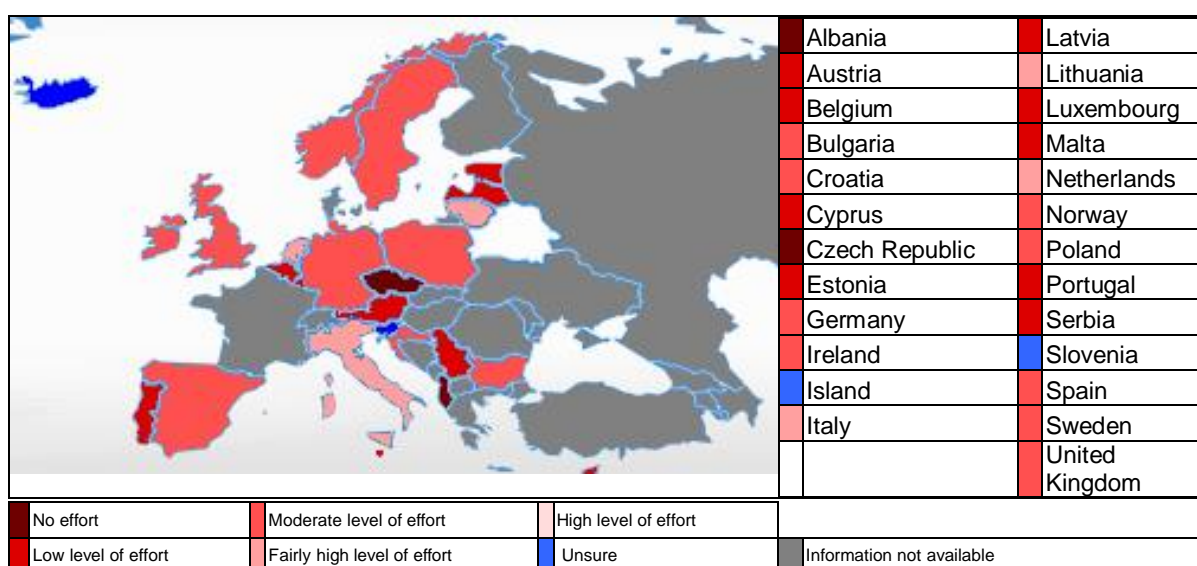 Albania Latvia
Austria Lithuania
Belgium Luxembourg
Bulgaria Malta
Croatia Netherlands
Cyprus Norway
Czech Republic Poland
Estonia Portugal
Germany Serbia
Ireland Slovenia
Island Spain
Italy Sweden
United
Kingdom
No effort Moderate level of effort High level of effort
Low level of effort Fairly high level of effort Unsure Information not available